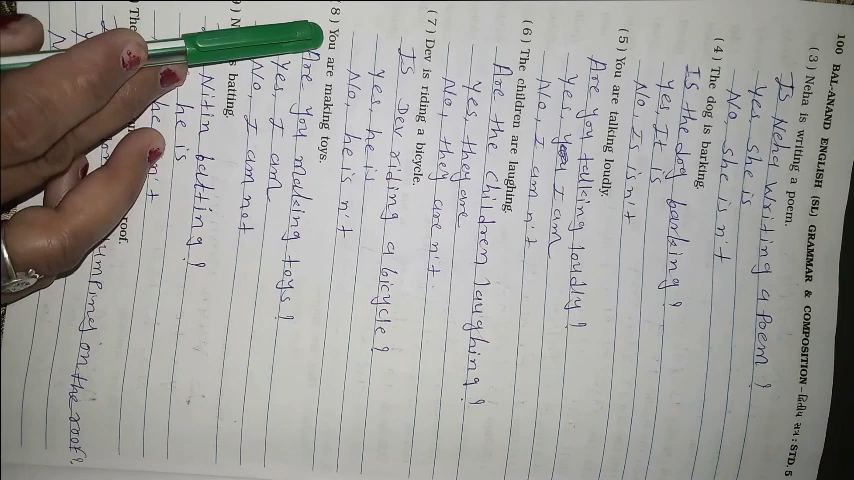 100 BAL-ANAND ENGLISH (SL) GRAMMAR & COMPOSITION – દ્વિતીય સત્ર : STD. 5
(3) Neha is writing a poem.
Is Neha writing a poem?
Yes she is
No, she is n't
(4) The dog is barking.
Is the dog barking?
Yes, It is
No, Is isn't
(5) You are talking loudly.
Are you talking loudly?
Yes, I am
No, I am n't
(6) The children are laughing
Are the children laughing?
Yes, they are
No, they are n't.
(7) Dev is riding a bicycle.
Is Dev riding a bicycle?
Yes, he is
No, he is n't
8) You are making toys.
Are you making toys?
Yes, I am
No, I am not
batting.
Nitin batting?
he is
he n't
The roof.
jumping on the roof?